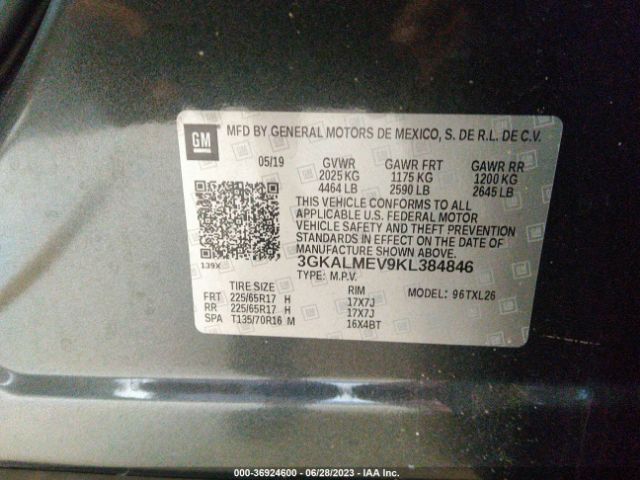 GM
MFD BY GENERAL MOTORS DE MEXICO, S. DE R.L. DE C.V.
05/19 GVWR GAWR FRT GAWR RR
2025 KG 1175 KG 1200 KG
4464 LB 2590 LB 2645 LB
THIS VEHICLE CONFORMS TO ALL
APPLICABLE U.S. FEDERAL MOTOR
VEHICLE SAFETY AND THEFT PREVENTION
STANDARDS IN EFFECT ON THE DATE OF
MANUFACTURE SHOWN ABOVE.
139X 3GKALMEV9KL384846
TYPE: M.P.V.
TIRE SIZE RIM MODEL: 96TXL26
FRT 225/65R17 H 17X7J
RR 225/65R17 H 17X7J
SPA T135/70R16 M 16X4BT
000-36924600 - 06/28/2023 - IAA Inc.